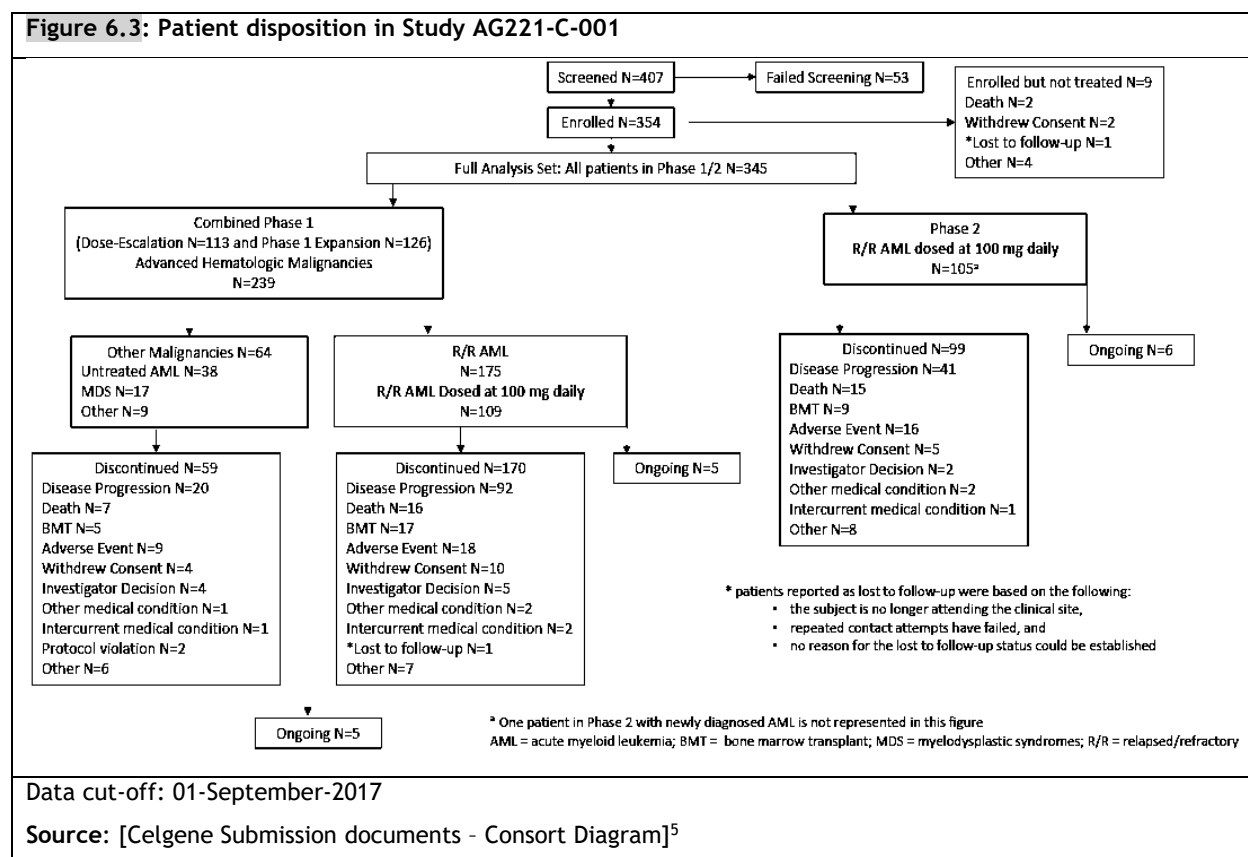 Figure 6.3: Patient disposition in Study AG221-C-001
Screened N=407
Failed Screening N=53
Enrolled but not treated N=9
Death N=2
Withdrew Consent N=2
*Lost to follow-up N=1
Other N=4
Enrolled N=354
Full Analysis Set: All patients in Phase 1/2 N=345
Combined Phase 1
(Dose-Escalation N=113 and Phase 1 Expansion N=126)
Advanced Hematologic Malignancies
N=239
Phase 2
R/R AML dosed at 100 mg daily
N=105ᵃ
Other Malignancies N=64
Untreated AML N=38
MDS N=17
Other N=9
R/R AML
N=175
R/R AML Dosed at 100 mg daily
N=109
Discontinued N=99
Disease Progression N=41
Death N=15
BMT N=9
Adverse Event N=16
Withdrew Consent N=5
Investigator Decision N=2
Other medical condition N=2
Intercurrent medical condition N=1
Other N=8
Ongoing N=6
Discontinued N=59
Disease Progression N=20
Death N=7
BMT N=5
Adverse Event N=9
Withdrew Consent N=4
Investigator Decision N=4
Other medical condition N=1
Intercurrent medical condition N=1
Protocol violation N=2
Other N=6
Discontinued N=170
Disease Progression N=92
Death N=16
BMT N=17
Adverse Event N=18
Withdrew Consent N=10
Investigator Decision N=5
Other medical condition N=2
Intercurrent medical condition N=2
*Lost to follow-up N=1
Other N=7
Ongoing N=5
* patients reported as lost to follow-up were based on the following:
▪ the subject is no longer attending the clinical site,
▪ repeated contact attempts have failed, and
▪ no reason for the lost to follow-up status could be established
Ongoing N=5
ᵃ One patient in Phase 2 with newly diagnosed AML is not represented in this figure
AML = acute myeloid leukemia; BMT = bone marrow transplant; MDS = myelodysplastic syndromes; R/R = relapsed/refractory
Data cut-off: 01-September-2017
Source: [Celgene Submission documents – Consort Diagram]⁵